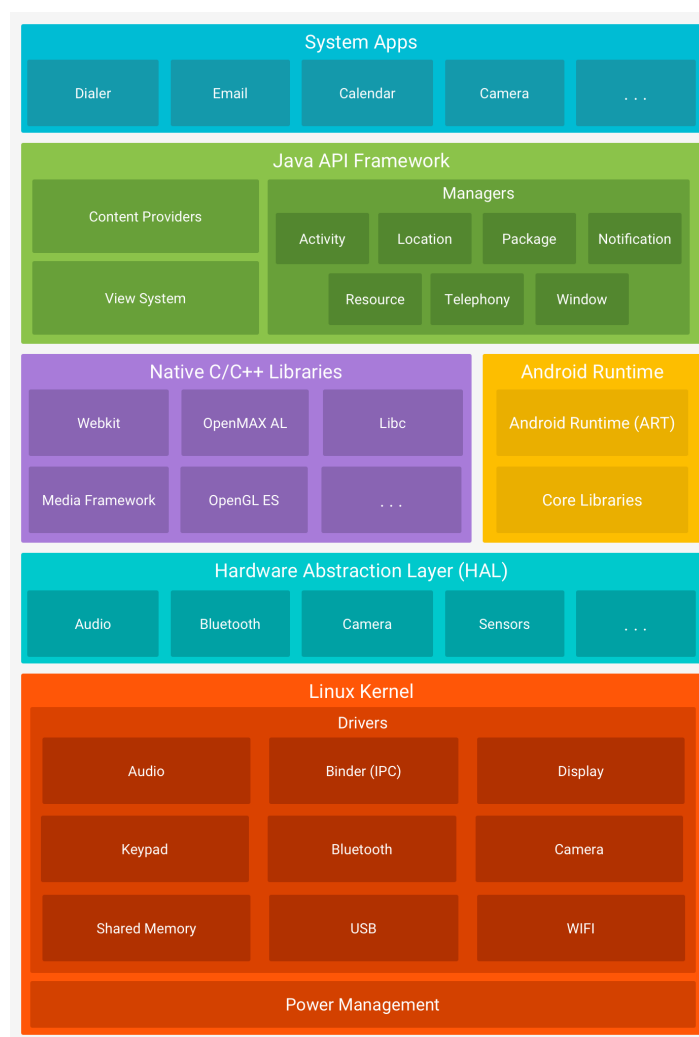 System Apps
Dialer
Email
Calendar
Camera
. . .
Java API Framework
Content Providers
View System
Managers
Activity
Location
Package
Notification
Resource
Telephony
Window
Native C/C++ Libraries
Webkit
OpenMAX AL
Libc
Media Framework
OpenGL ES
. . .
Android Runtime
Android Runtime (ART)
Core Libraries
Hardware Abstraction Layer (HAL)
Audio
Bluetooth
Camera
Sensors
. . .
Linux Kernel
Drivers
Audio
Binder (IPC)
Display
Keypad
Bluetooth
Camera
Shared Memory
USB
WIFI
Power Management